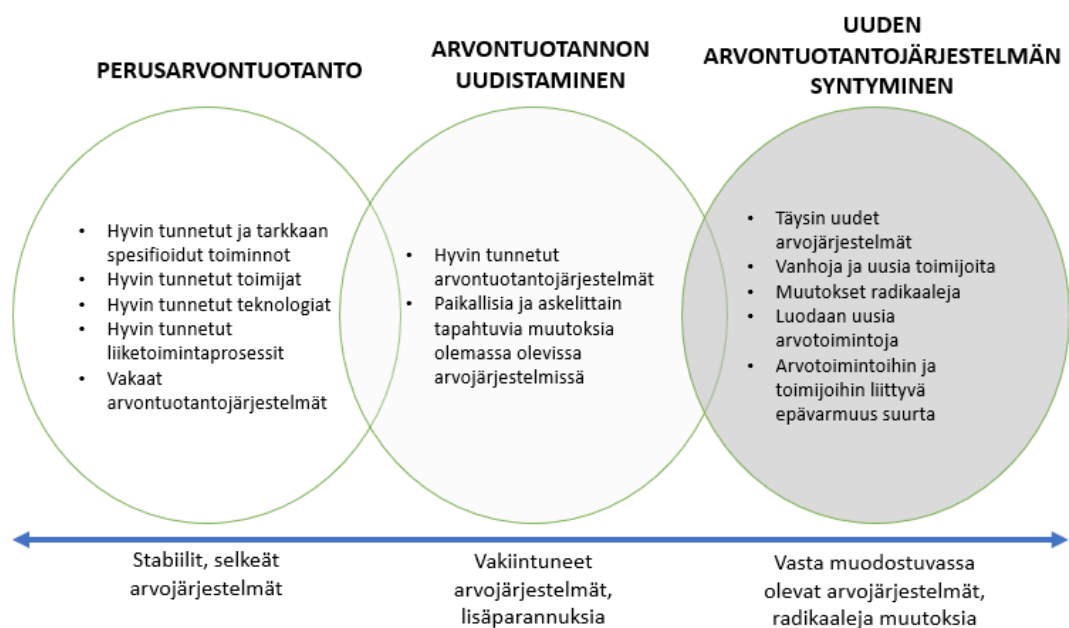 PERUSARVONTUOTANTO
ARVONTUOTANNON
UUDISTAMINEN
UUDEN
ARVONTUOTANTOJÄRJESTELMÄN
SYNTYMINEN
• Hyvin tunnetut ja tarkkaan
spesifioidut toiminnot
• Hyvin tunnetut toimijat
• Hyvin tunnetut teknologiat
• Hyvin tunnetut
liiketoimintaprosessit
• Vakaat
arvontuotantojärjestelmät
• Hyvin tunnetut
arvontuotantojärjestelmät
• Paikallisia ja askelittain
tapahtuvia muutoksia
olemassa olevissa
arvojärjestelmissä
• Täysin uudet
arvojärjestelmät
• Vanhoja ja uusia toimijoita
• Muutokset radikaaleja
• Luodaan uusia
arvotoimintoja
• Arvotoimintoihin ja
toimijoihin liittyvä
epävarmuus suurta
Stabiilit, selkeät
arvojärjestelmät
Vakiintuneet
arvojärjestelmät,
lisäparannuksia
Vasta muodostuvassa
olevat arvojärjestelmät,
radikaaleja muutoksia